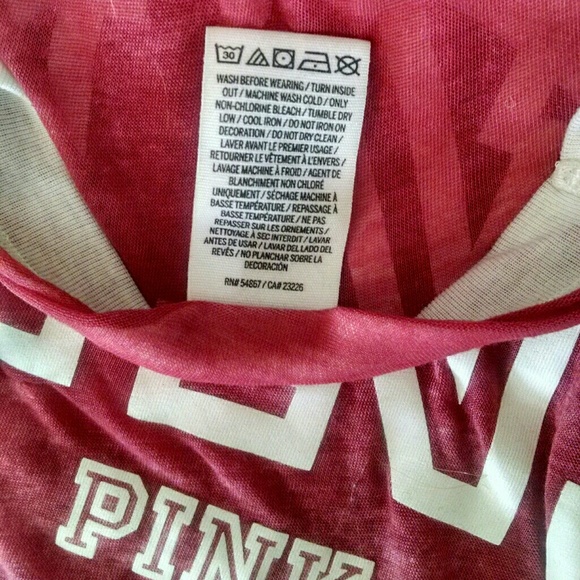 30
WASH BEFORE WEARING / TURN INSIDE
OUT / MACHINE WASH COLD / ONLY
NON-CHLORINE BLEACH / TUMBLE DRY
LOW / COOL IRON / DO NOT IRON ON
DECORATION / DO NOT DRY CLEAN /
LAVER AVANT LE PREMIER USAGE /
RETOURNER LE VÊTEMENT À L'ENVERS /
LAVAGE MACHINE À FROID / AGENT DE
BLANCHIMENT NON CHLORÉ
UNIQUEMENT / SÉCHAGE MACHINE À
BASSE TEMPÉRATURE / REPASSAGE À
BASSE TEMPÉRATURE / NE PAS
REPASSER SUR LES ORNEMENTS /
NETTOYAGE À SEC INTERDIT / LAVAR
ANTES DE USAR / LAVAR DEL LADO DEL
REVÉS / NO PLANCHAR SOBRE LA
DECORACIÓN
RN# 54867 / CA# 23226
PINK